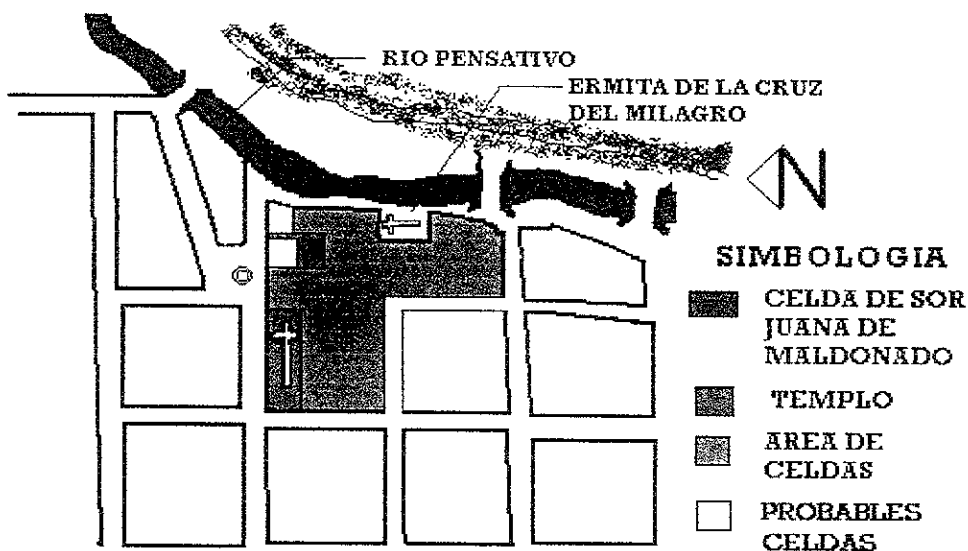 RIO PENSATIVO
ERMITA DE LA CRUZ
DEL MILAGRO
N
SIMBOLOGIA
CELDA DE SOR
JUANA DE
MALDONADO
TEMPLO
AREA DE
CELDAS
PROBABLES
CELDAS